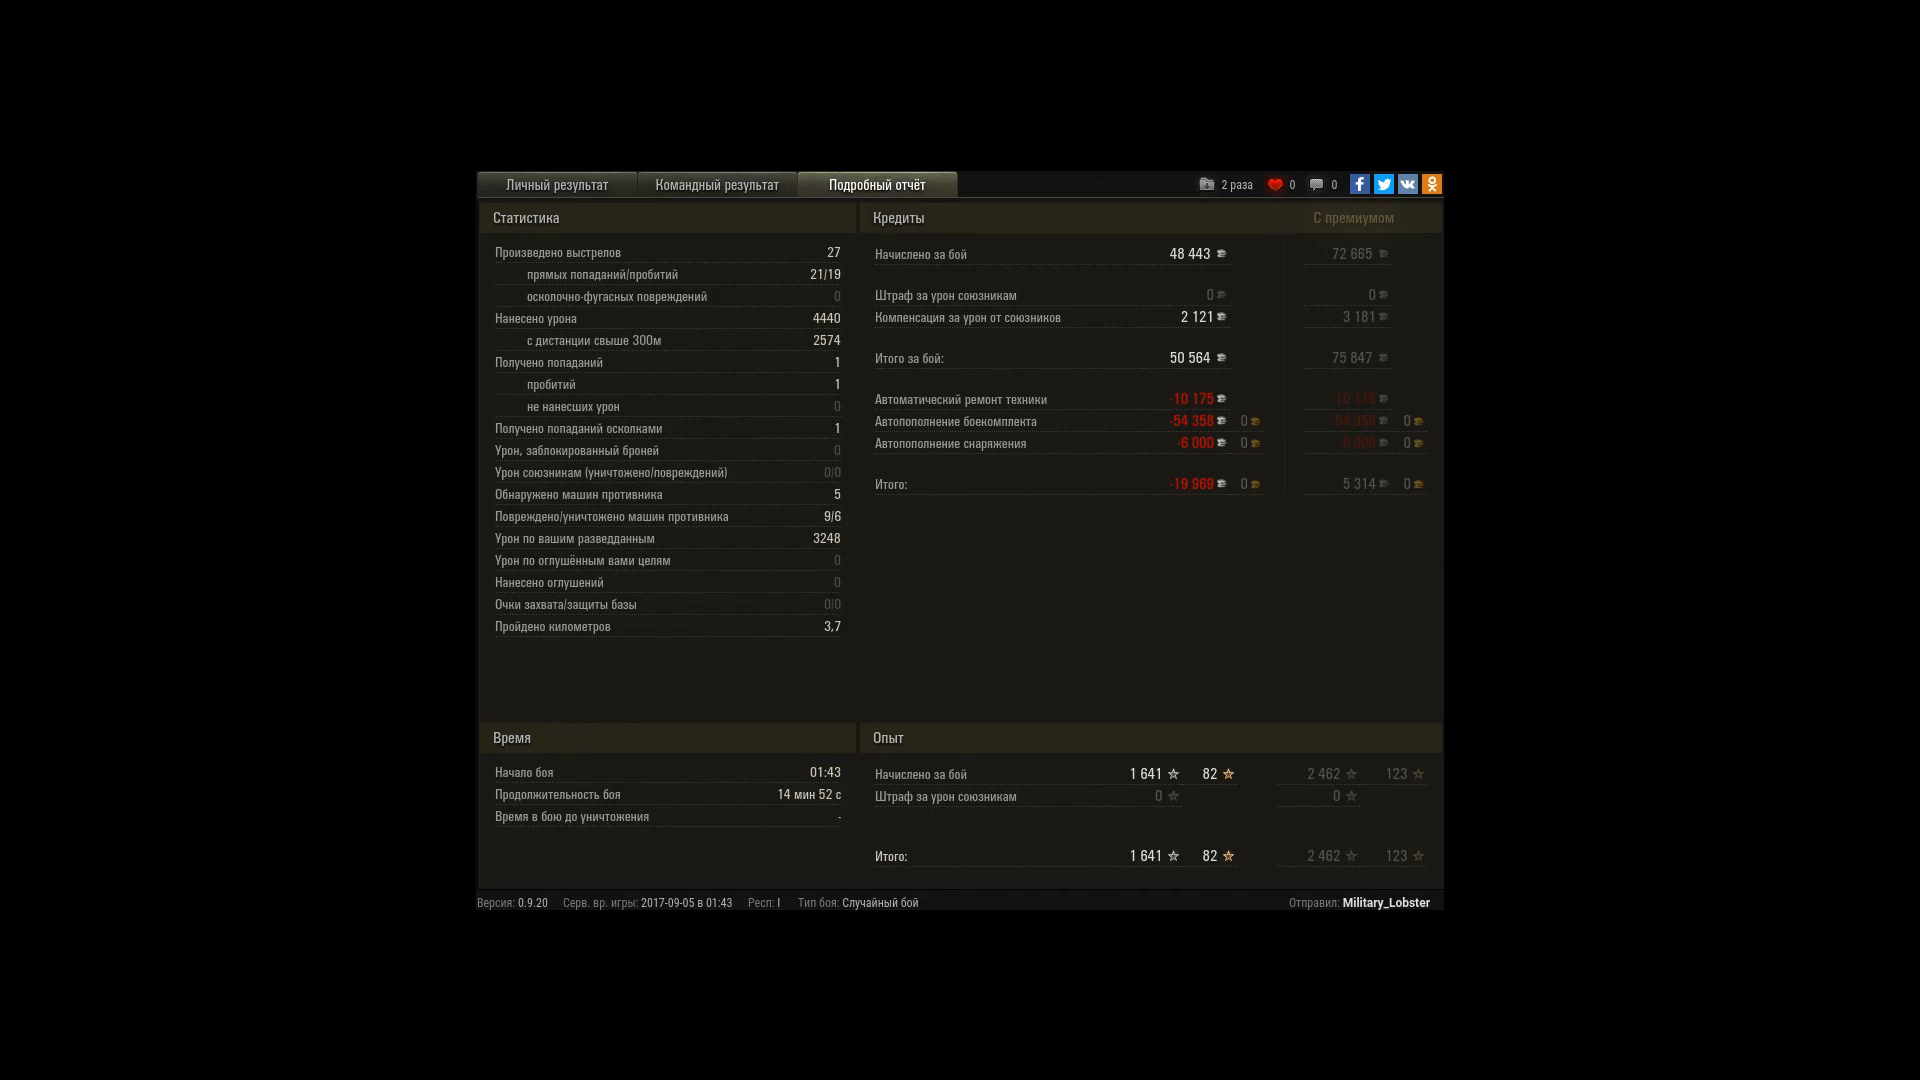 Личный результат Командный результат Подробный отчёт 2 раза 0 0
Статистика
Произведено выстрелов 27
прямых попаданий/пробитий 21/19
осколочно-фугасных повреждений 0
Нанесено урона 4440
с дистанции свыше 300м 2574
Получено попаданий 1
пробитий 1
не нанесших урон 0
Получено попаданий осколками 1
Урон, заблокированный броней 0
Урон союзникам (уничтожено/повреждений) 0/0
Обнаружено машин противника 5
Повреждено/уничтожено машин противника 9/6
Урон по вашим разведданным 3248
Урон по оглушённым вами целям 0
Нанесено оглушений 0
Очки захвата/защиты базы 0/0
Пройдено километров 3,7
Кредиты С премиумом
Начислено за бой 48 443 72 665
Штраф за урон союзникам 0 0
Компенсация за урон от союзников 2 121 3 181
Итого за бой: 50 564 75 847
Автоматический ремонт техники -10 175 -10 175
Автопополнение боекомплекта -54 358 0 -54 358 0
Автопополнение снаряжения -6 000 0 -6 000 0
Итого: -19 969 0 5 314 0
Время
Начало боя 01:43
Продолжительность боя 14 мин 52 с
Время в бою до уничтожения -
Опыт
Начислено за бой 1 641 82 2 462 123
Штраф за урон союзникам 0 0
Итого: 1 641 82 2 462 123
Версия: 0.9.20 Серв. вр. игры: 2017-09-05 в 01:43 Респ: I Тип боя: Случайный бой Отправил: Military_Lobster